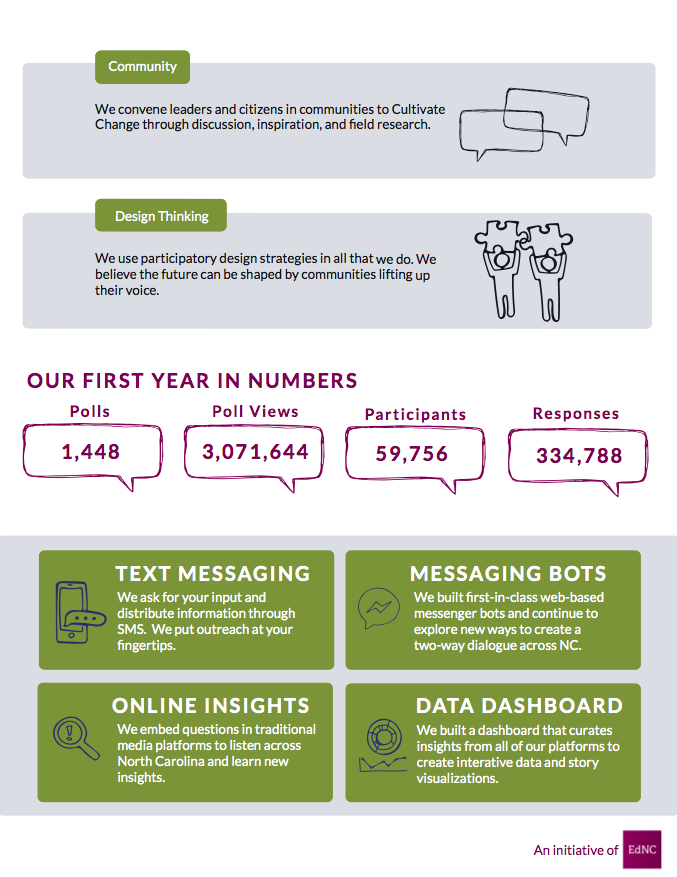 Community
We convene leaders and citizens in communities to Cultivate
Change through discussion, inspiration, and field research.
Design Thinking
We use participatory design strategies in all that we do. We
believe the future can be shaped by communities lifting up
their voice.
OUR FIRST YEAR IN NUMBERS
Polls
1,448
Poll Views
3,071,644
Participants
59,756
Responses
334,788
TEXT MESSAGING
We ask for your input and
distribute information through
SMS. We put outreach at your
fingertips.
MESSAGING BOTS
We built first-in-class web-based
messenger bots and continue to
explore new ways to create a
two-way dialogue across NC.
ONLINE INSIGHTS
We embed questions in traditional
media platforms to listen across
North Carolina and learn new
insights.
DATA DASHBOARD
We built a dashboard that curates
insights from all of our platforms to
create interative data and story
visualizations.
An initiative of
EdNC